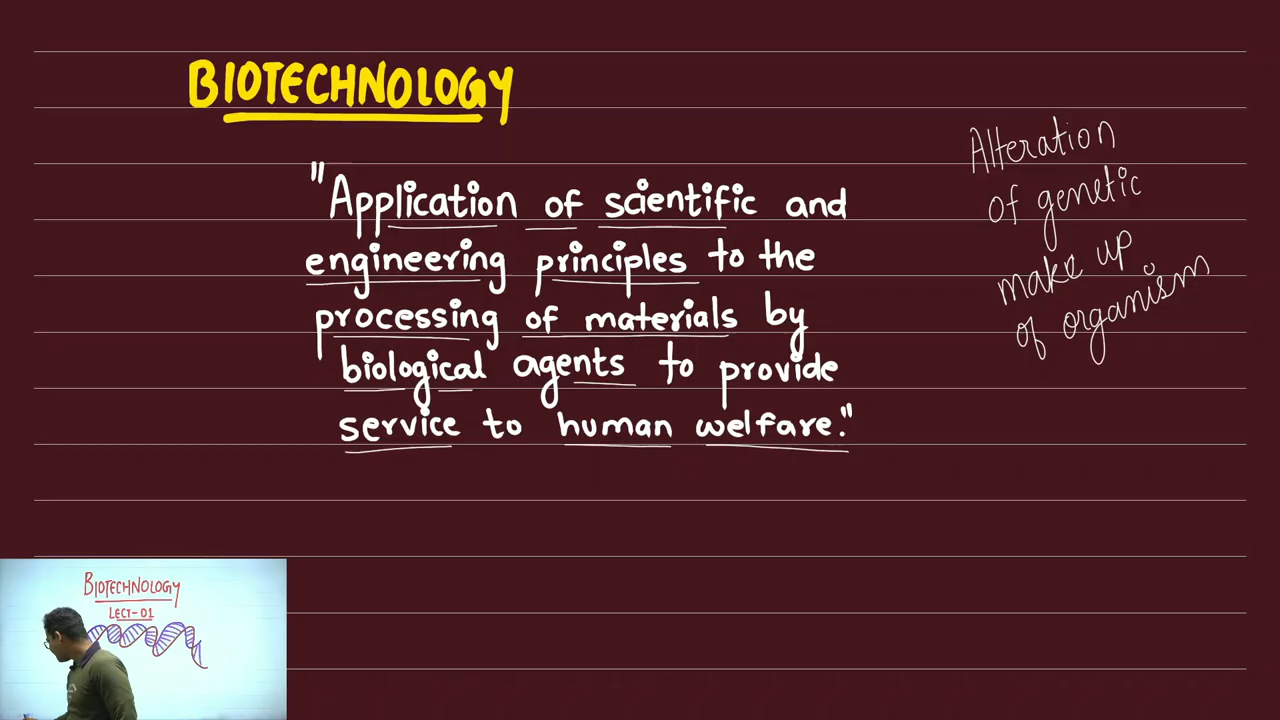 BIOTECHNOLOGY
"Application of scientific and
engineering principles to the
processing of materials by
biological agents to provide
service to human welfare."
Alteration
of genetic
make up
of organism
BIOTECHNOLOGY
LECT-01